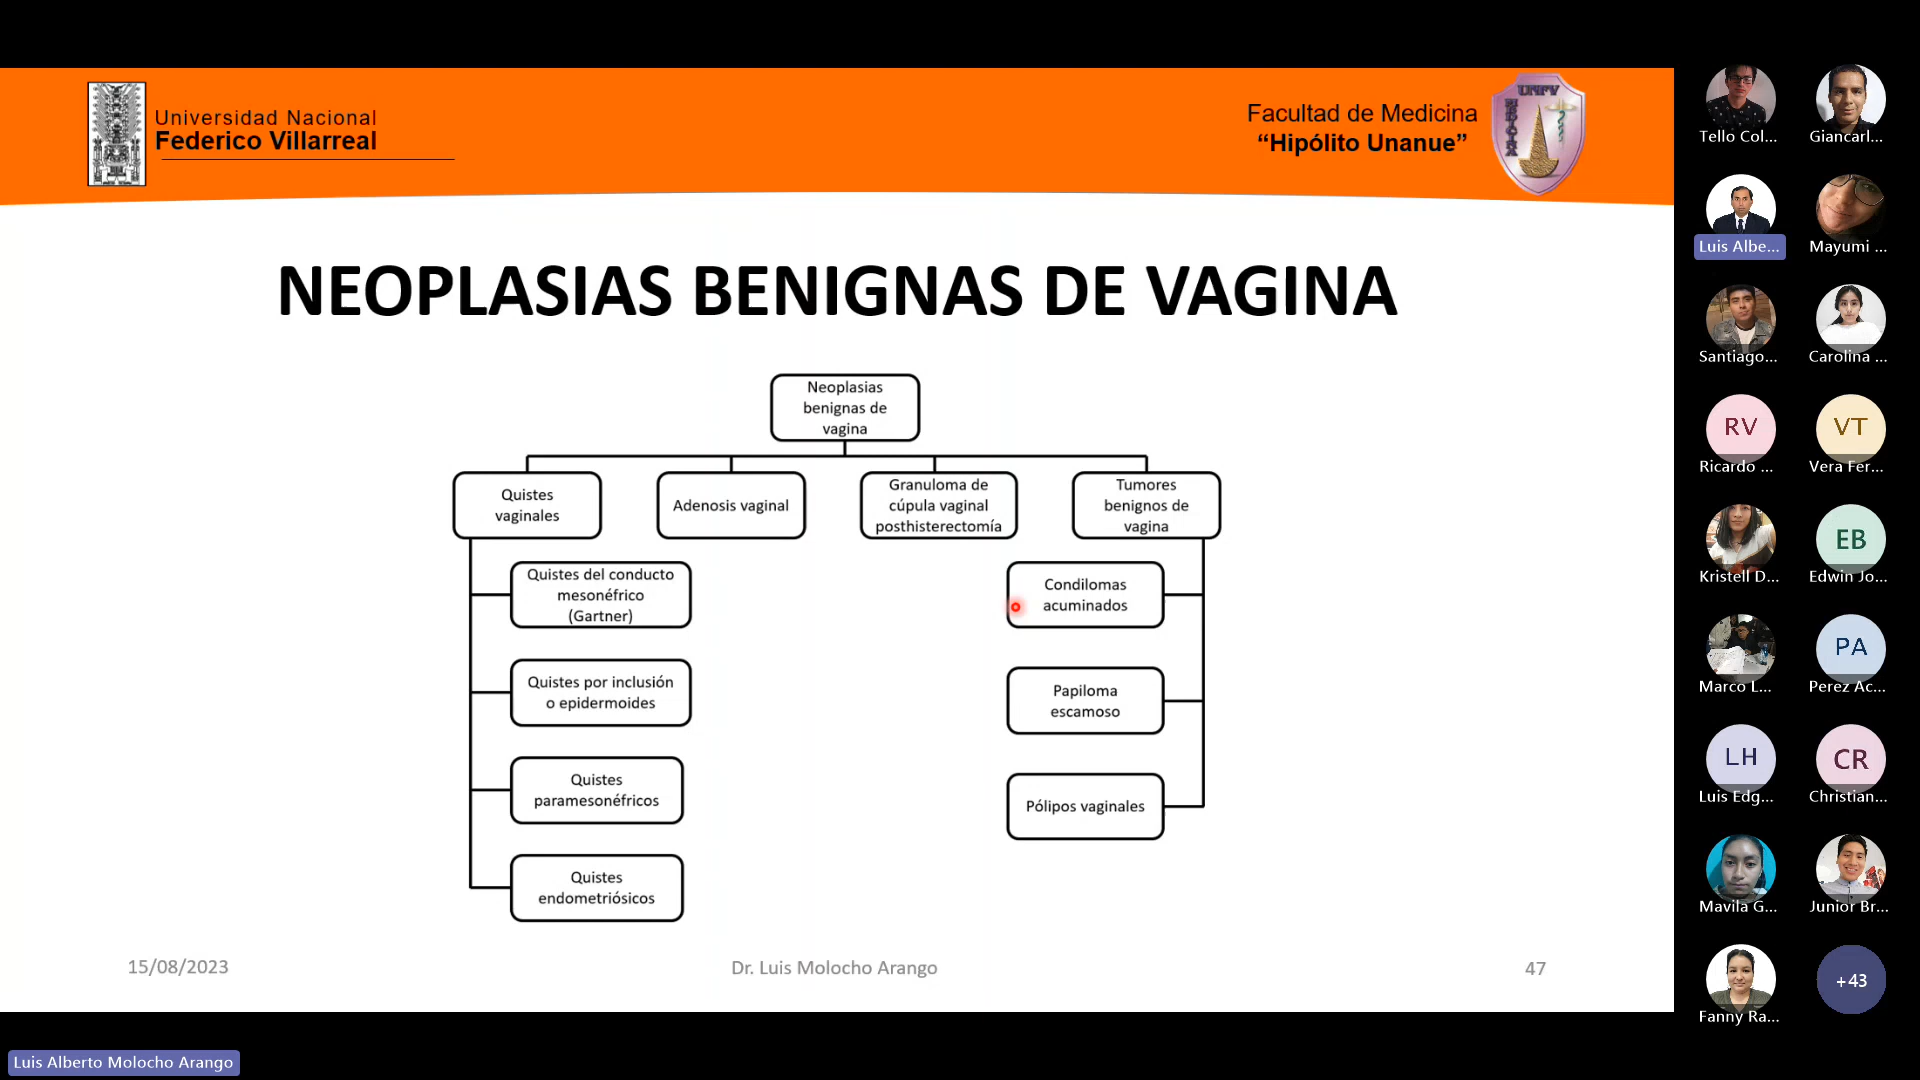 Universidad Nacional
Federico Villarreal
Facultad de Medicina
“Hipólito Unanue”
UNFV
NEOPLASIAS BENIGNAS DE VAGINA
Neoplasias
benignas de
vagina
Quistes
vaginales
Adenosis vaginal
Granuloma de
cúpula vaginal
posthisterectomía
Tumores
benignos de
vagina
Quistes del conducto
mesonéfrico
(Gartner)
Quistes por inclusión
o epidermoides
Quistes
paramesonéfricos
Quistes
endometriósicos
Condilomas
acuminados
Papiloma
escamoso
Pólipos vaginales
15/08/2023
Dr. Luis Molocho Arango
47
Tello Col...
Giancarl...
Luis Albe...
Mayumi ...
Santiago...
Carolina ...
RV
Ricardo ...
VT
Vera Fer...
Kristell D...
EB
Edwin Jo...
Marco L...
PA
Perez Ac...
LH
Luis Edg...
CR
Christian...
Mavila G...
Junior Br...
Fanny Ra...
+43
Luis Alberto Molocho Arango